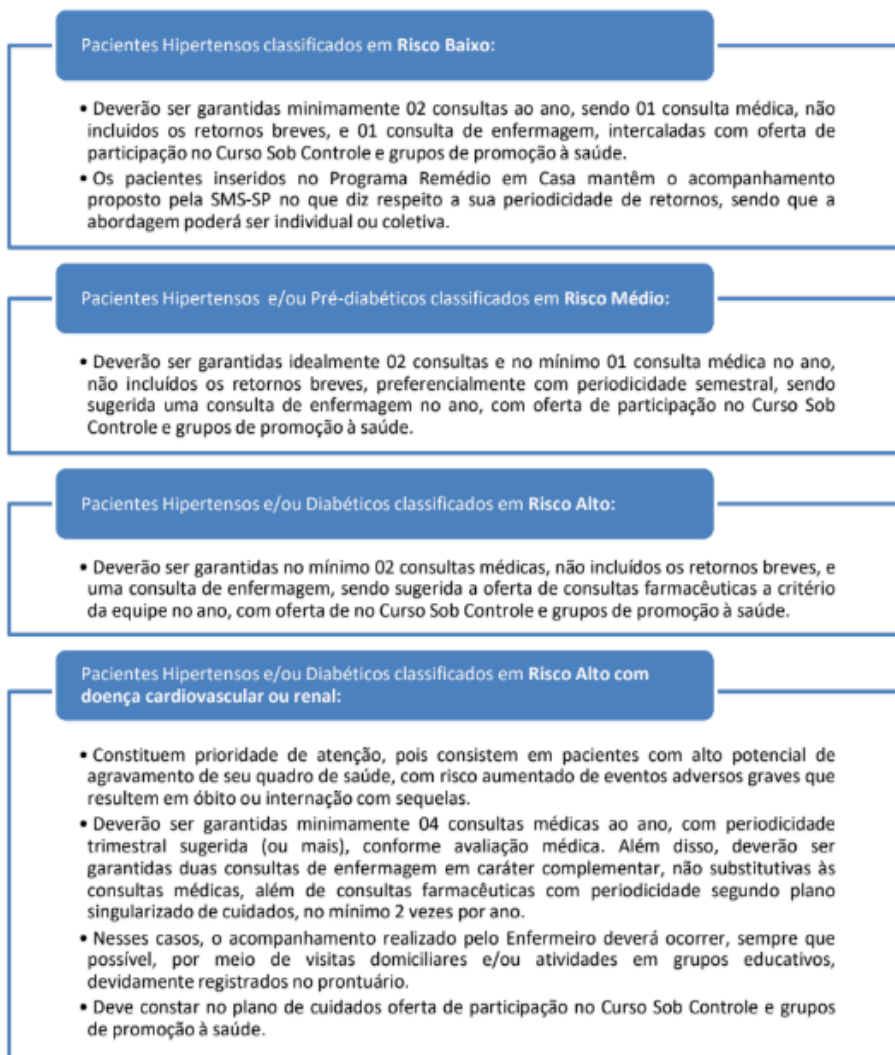 Pacientes Hipertensos classificados em Risco Baixo:
• Deverão ser garantidas minimamente 02 consultas ao ano, sendo 01 consulta médica, não
incluidos os retornos breves, e 01 consulta de enfermagem, intercaladas com oferta de
participação no Curso Sob Controle e grupos de promoção à saúde.
• Os pacientes inseridos no Programa Remédio em Casa mantêm o acompanhamento
proposto pela SMS-SP no que diz respeito a sua periodicidade de retornos, sendo que a
abordagem poderá ser individual ou coletiva.
Pacientes Hipertensos e/ou Pré-diabéticos classificados em Risco Médio:
• Deverão ser garantidas idealmente 02 consultas e no mínimo 01 consulta médica no ano,
não incluídos os retornos breves, preferencialmente com periodicidade semestral, sendo
sugerida uma consulta de enfermagem no ano, com oferta de participação no Curso Sob
Controle e grupos de promoção à saúde.
Pacientes Hipertensos e/ou Diabéticos classificados em Risco Alto:
• Deverão ser garantidas no mínimo 02 consultas médicas, não incluídos os retornos breves, e
uma consulta de enfermagem, sendo sugerida a oferta de consultas farmacêuticas a critério
da equipe no ano, com oferta de no Curso Sob Controle e grupos de promoção à saúde.
Pacientes Hipertensos e/ou Diabéticos classificados em Risco Alto com
doença cardiovascular ou renal:
• Constituem prioridade de atenção, pois consistem em pacientes com alto potencial de
agravamento de seu quadro de saúde, com risco aumentado de eventos adversos graves que
resultem em óbito ou internação com sequelas.
• Deverão ser garantidas minimamente 04 consultas médicas ao ano, com periodicidade
trimestral sugerida (ou mais), conforme avaliação médica. Além disso, deverão ser
garantidas duas consultas de enfermagem em caráter complementar, não substitutivas às
consultas médicas, além de consultas farmacêuticas com periodicidade segundo plano
singularizado de cuidados, no mínimo 2 vezes por ano.
• Nesses casos, o acompanhamento realizado pelo Enfermeiro deverá ocorrer, sempre que
possível, por meio de visitas domiciliares e/ou atividades em grupos educativos,
devidamente registrados no prontuário.
• Deve constar no plano de cuidados oferta de participação no Curso Sob Controle e grupos
de promoção à saúde.